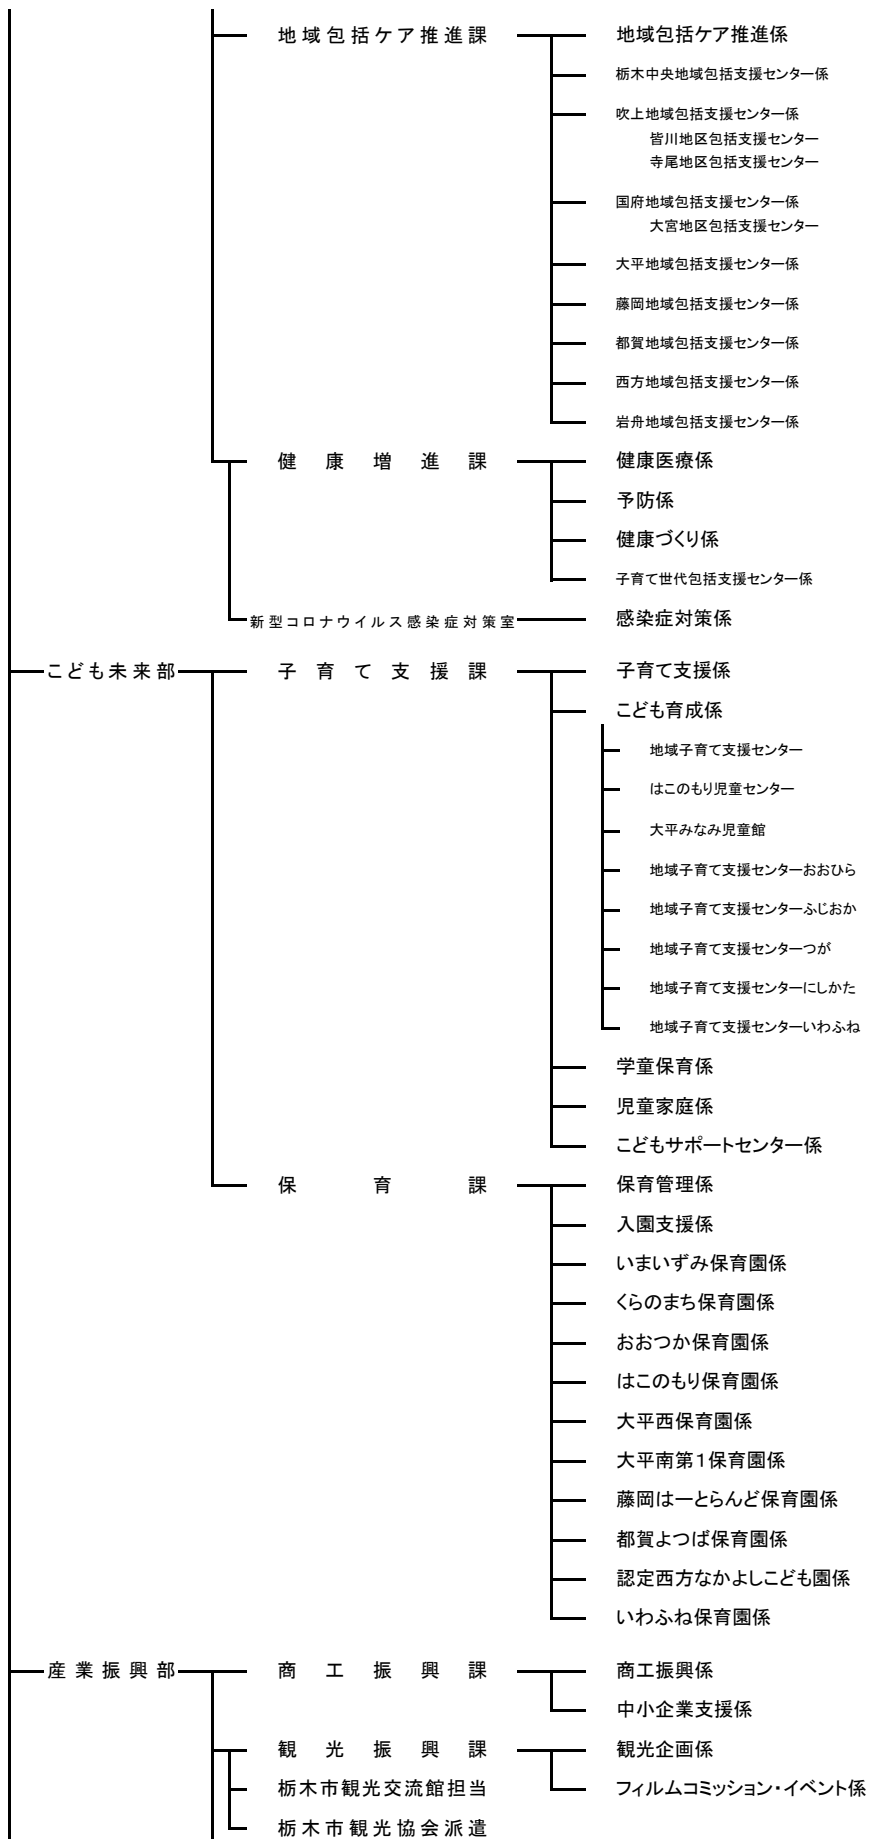 地域包括ケア推進課 地域包括ケア推進係
栃木中央地域包括支援センター係
吹上地域包括支援センター係
皆川地区包括支援センター
寺尾地区包括支援センター
国府地域包括支援センター係
大宮地区包括支援センター
大平地域包括支援センター係
藤岡地域包括支援センター係
都賀地域包括支援センター係
西方地域包括支援センター係
岩舟地域包括支援センター係
健康増進課 健康医療係
予防係
健康づくり係
子育て世代包括支援センター係
新型コロナウイルス感染症対策室 感染症対策係
こども未来部 子育て支援課 子育て支援係
こども育成係
地域子育て支援センター
はこのもり児童センター
大平みなみ児童館
地域子育て支援センターおおひら
地域子育て支援センターふじおか
地域子育て支援センターつが
地域子育て支援センターにしかた
地域子育て支援センターいわふね
学童保育係
児童家庭係
こどもサポートセンター係
保育課 保育管理係
入園支援係
いまいずみ保育園係
くらのまち保育園係
おおつか保育園係
はこのもり保育園係
大平西保育園係
大平南第1保育園係
藤岡はーとらんど保育園係
都賀よつば保育園係
認定西方なかよしこども園係
いわふね保育園係
産業振興部 商工振興課 商工振興係
中小企業支援係
観光振興課 観光企画係
栃木市観光交流館担当 フィルムコミッション・イベント係
栃木市観光協会派遣